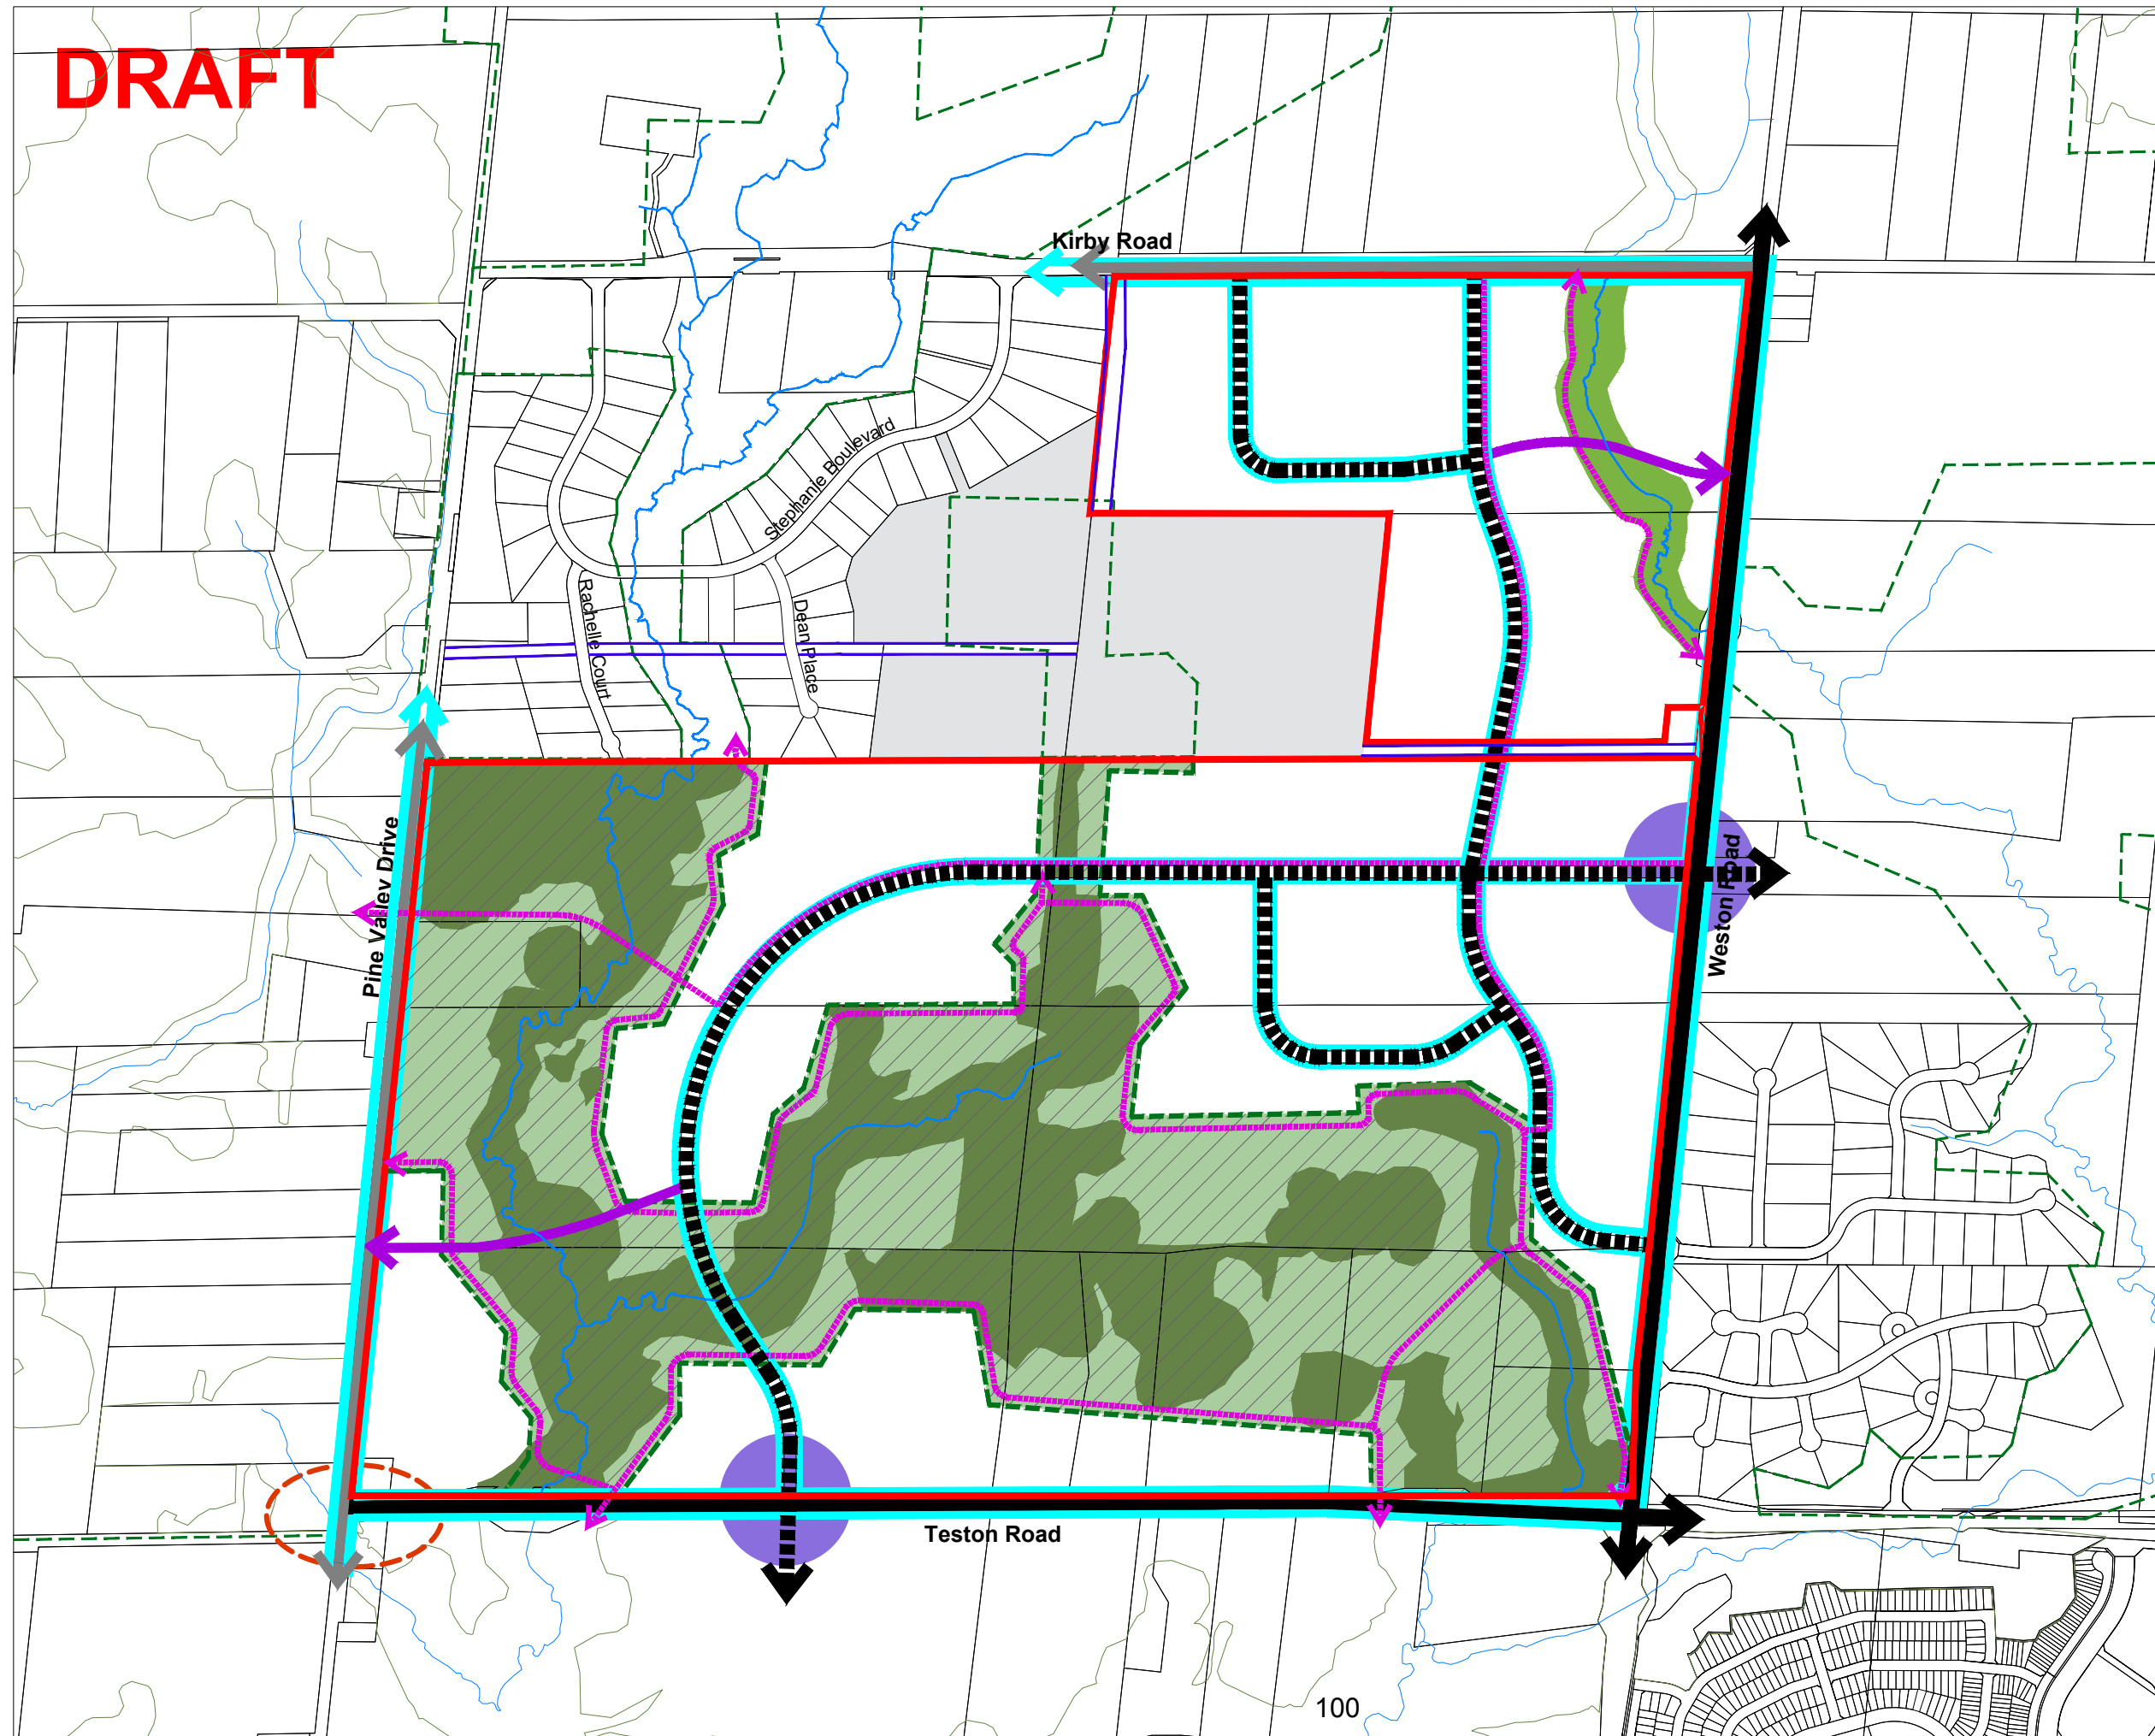 DRAFT
Kirby Road
Stephanie Boulevard
Rachelle Court
Dean Place
Pine Valley Drive
Weston Road
Teston Road
100